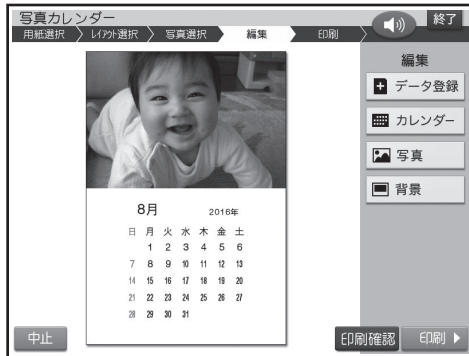 写真カレンダー
終了
用紙選択 レイアウト選択 写真選択 編集 印刷
編集
データ登録
カレンダー
写真
背景
8月 2016年
日 月 火 水 木 金 土
1 2 3 4 5 6
7 8 9 10 11 12 13
14 15 16 17 18 19 20
21 22 23 24 25 26 27
28 29 30 31
中止 印刷確認 印刷